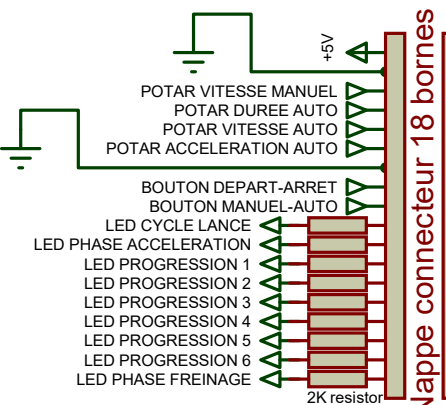 +5V
POTAR VITESSE MANUEL
POTAR DUREE AUTO
POTAR VITESSE AUTO
POTAR ACCELERATION AUTO
BOUTON DEPART-ARRET
BOUTON MANUEL-AUTO
LED CYCLE LANCE
LED PHASE ACCELERATION
LED PROGRESSION 1
LED PROGRESSION 2
LED PROGRESSION 3
LED PROGRESSION 4
LED PROGRESSION 5
LED PROGRESSION 6
LED PHASE FREINAGE
2K resistor
Nappe connecteur 18 bornes